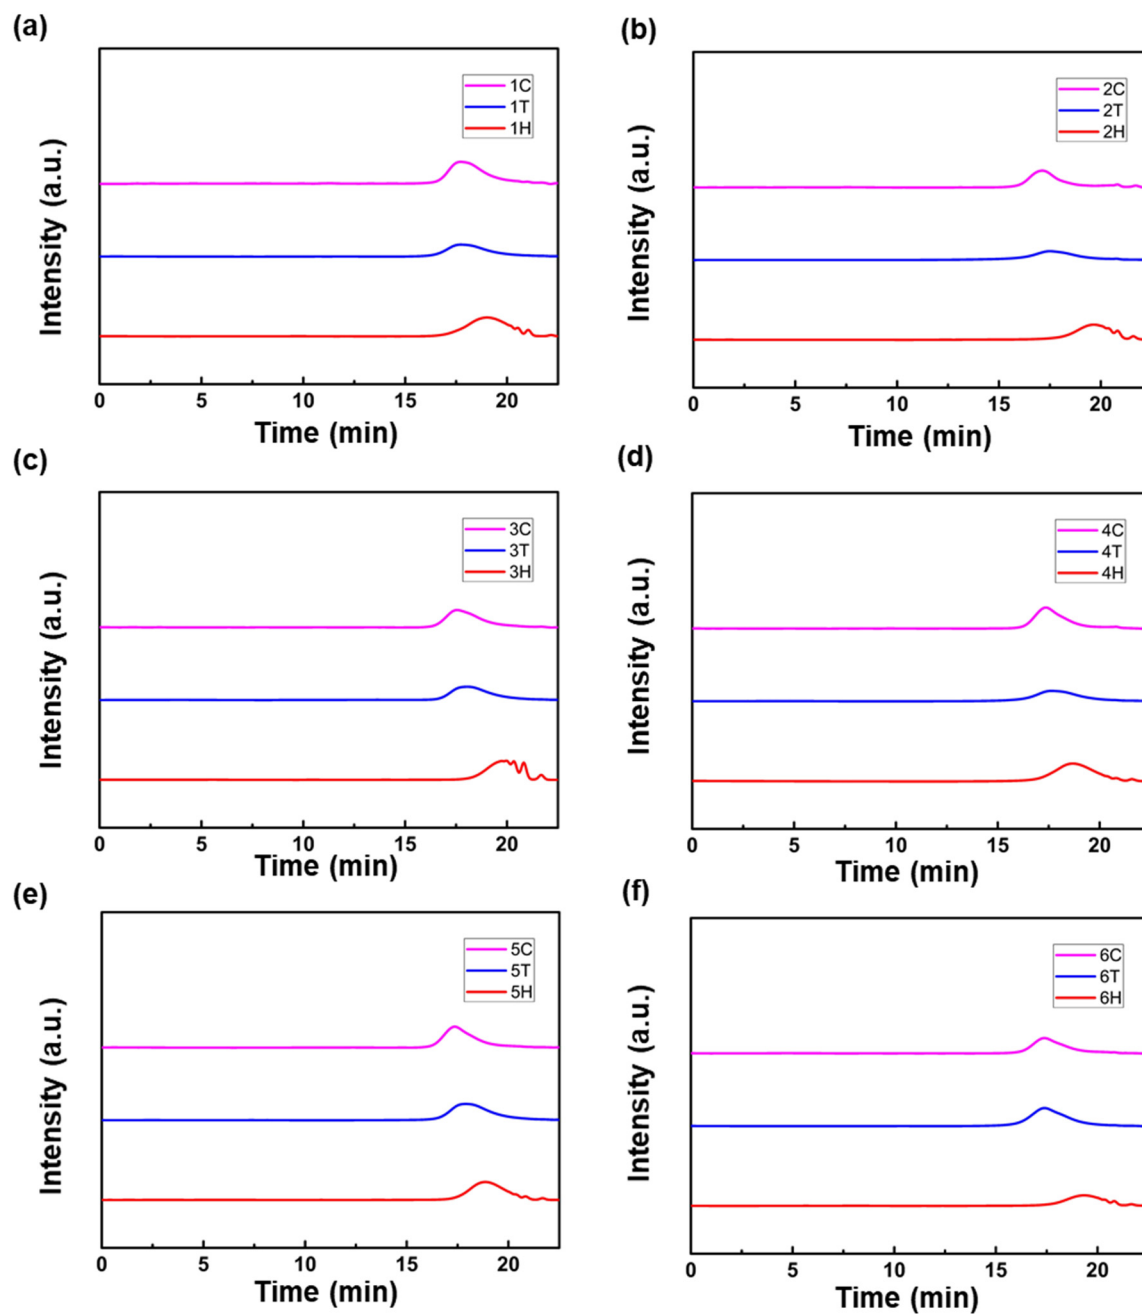 (a)
1C
1T
1H
Intensity (a.u.)
0 5 10 15 20
Time (min)
(b)
2C
2T
2H
Intensity (a.u.)
0 5 10 15 20
Time (min)
(c)
3C
3T
3H
Intensity (a.u.)
0 5 10 15 20
Time (min)
(d)
4C
4T
4H
Intensity (a.u.)
0 5 10 15 20
Time (min)
(e)
5C
5T
5H
Intensity (a.u.)
0 5 10 15 20
Time (min)
(f)
6C
6T
6H
Intensity (a.u.)
0 5 10 15 20
Time (min)